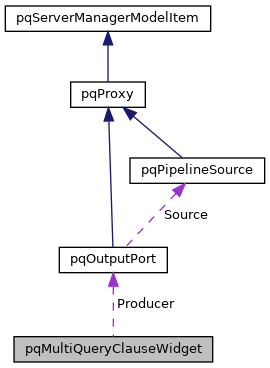 pqServerManagerModelItem
pqProxy
pqPipelineSource
Source
pqOutputPort
Producer
pqMultiQueryClauseWidget